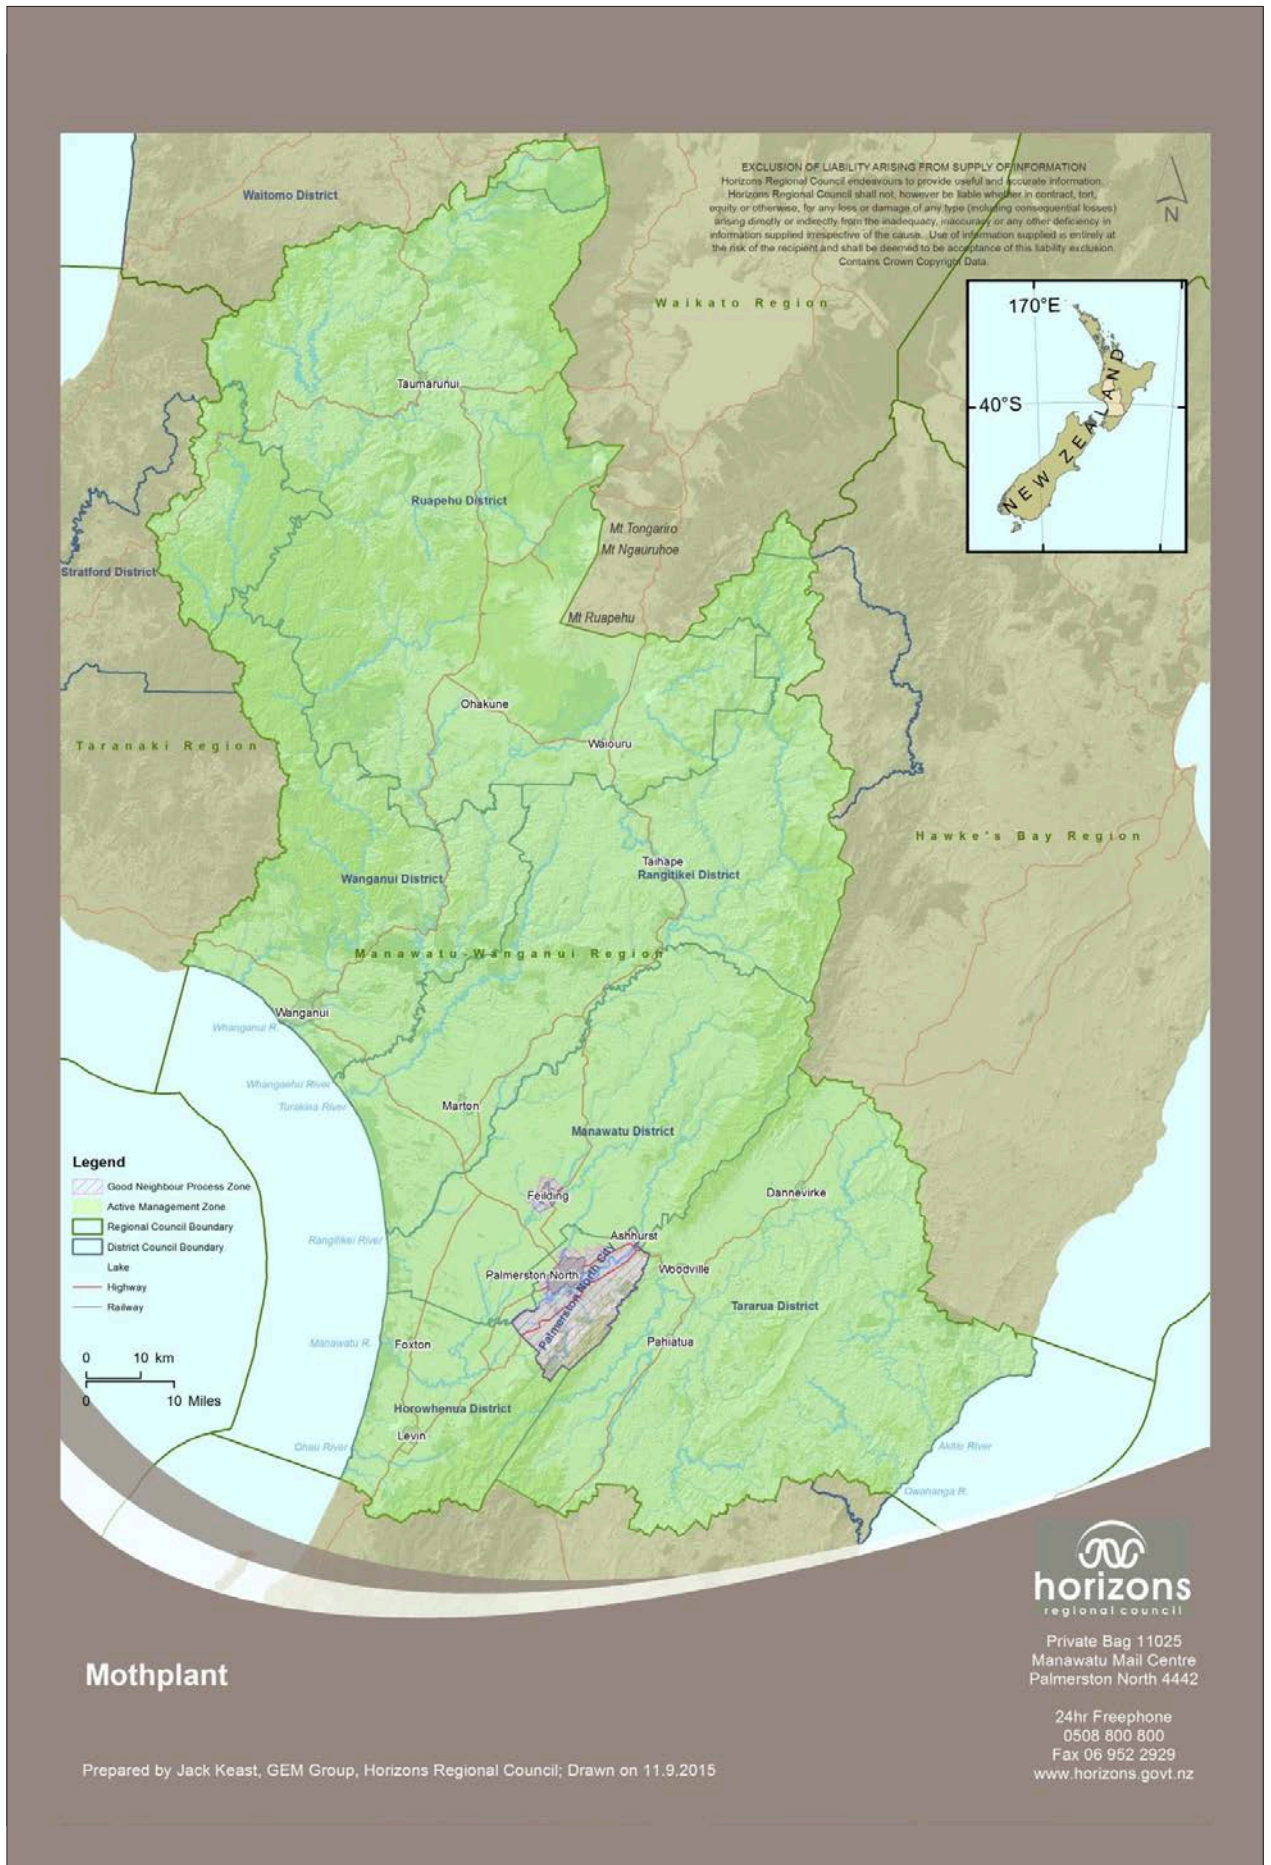 EXCLUSION OF LIABILITY ARISING FROM SUPPLY OF INFORMATION
Horizons Regional Council endeavours to provide useful and accurate information.
Horizons Regional Council shall not, however be liable whether in contract, tort,
equity or otherwise, for any loss or damage of any type (including consequential losses)
arising directly or indirectly from the inadequacy, inaccuracy or any other deficiency in
information supplied irrespective of the cause. Use of information supplied is entirely at
the risk of the recipient and shall be deemed to be acceptance of this liability exclusion.
Contains Crown Copyright Data.
N
Waitomo District
Waikato Region
170°E
40°S
NEW ZEALAND
Taumarunui
Ruapehu District
Mt Tongariro
Mt Ngauruhoe
Stratford District
Mt Ruapehu
Ohakune
Waiouru
Taranaki Region
Hawke's Bay Region
Taihape
Rangitikei District
Wanganui District
Manawatu-Wanganui Region
Wanganui
Whanganui R.
Whangaehu River
Turakina River
Marton
Manawatu District
Legend
Good Neighbour Process Zone
Active Management Zone
Regional Council Boundary
District Council Boundary
Lake
Highway
Railway
0 10 km
0 10 Miles
Feilding
Dannevirke
Rangitikei River
Ashhurst
Palmerston North
Palmerston North City
Woodville
Tararua District
Manawatu R.
Foxton
Pahiatua
Horowhenua District
Levin
Ohau River
Akitio River
Owahanga R.
horizons
regional council
Private Bag 11025
Manawatu Mail Centre
Palmerston North 4442
24hr Freephone
0508 800 800
Fax 06 952 2929
www.horizons.govt.nz
Mothplant
Prepared by Jack Keast, GEM Group, Horizons Regional Council; Drawn on 11.9.2015